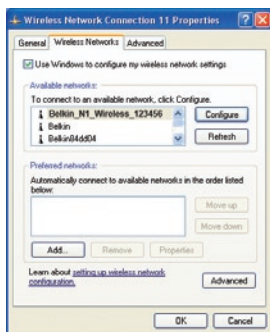 Wireless Network Connection 11 Properties
General
Wireless Networks
Advanced
Use Windows to configure my wireless network settings
Available networks:
To connect to an available network, click Configure.
Belkin_N1_Wireless_123456
Belkin
Belkin84dd04
Configure
Refresh
Preferred networks:
Automatically connect to available networks in the order listed
below:
Move up
Move down
Add...
Remove
Properties
Learn about setting up wireless network
configuration.
Advanced
OK
Cancel